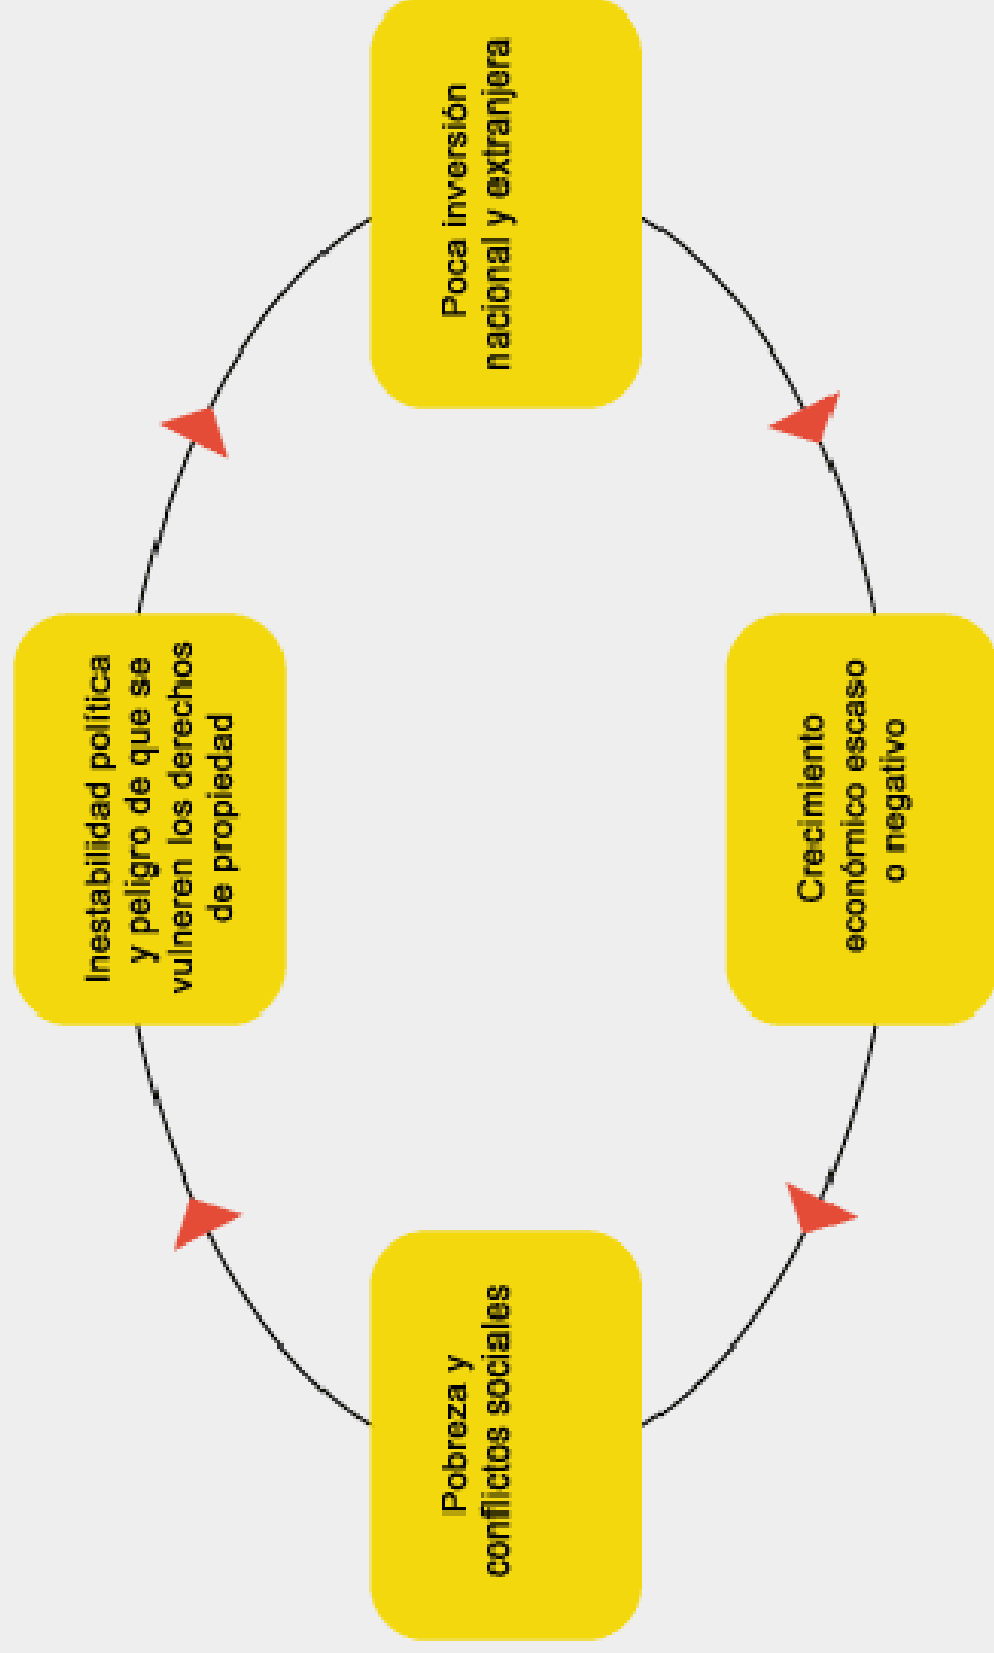 Inestabilidad política
y peligro de que se
vulneren los derechos
de propiedad
Poca inversión
nacional y extranjera
Crecimiento
económico escaso
o negativo
Pobreza y
conflictos sociales